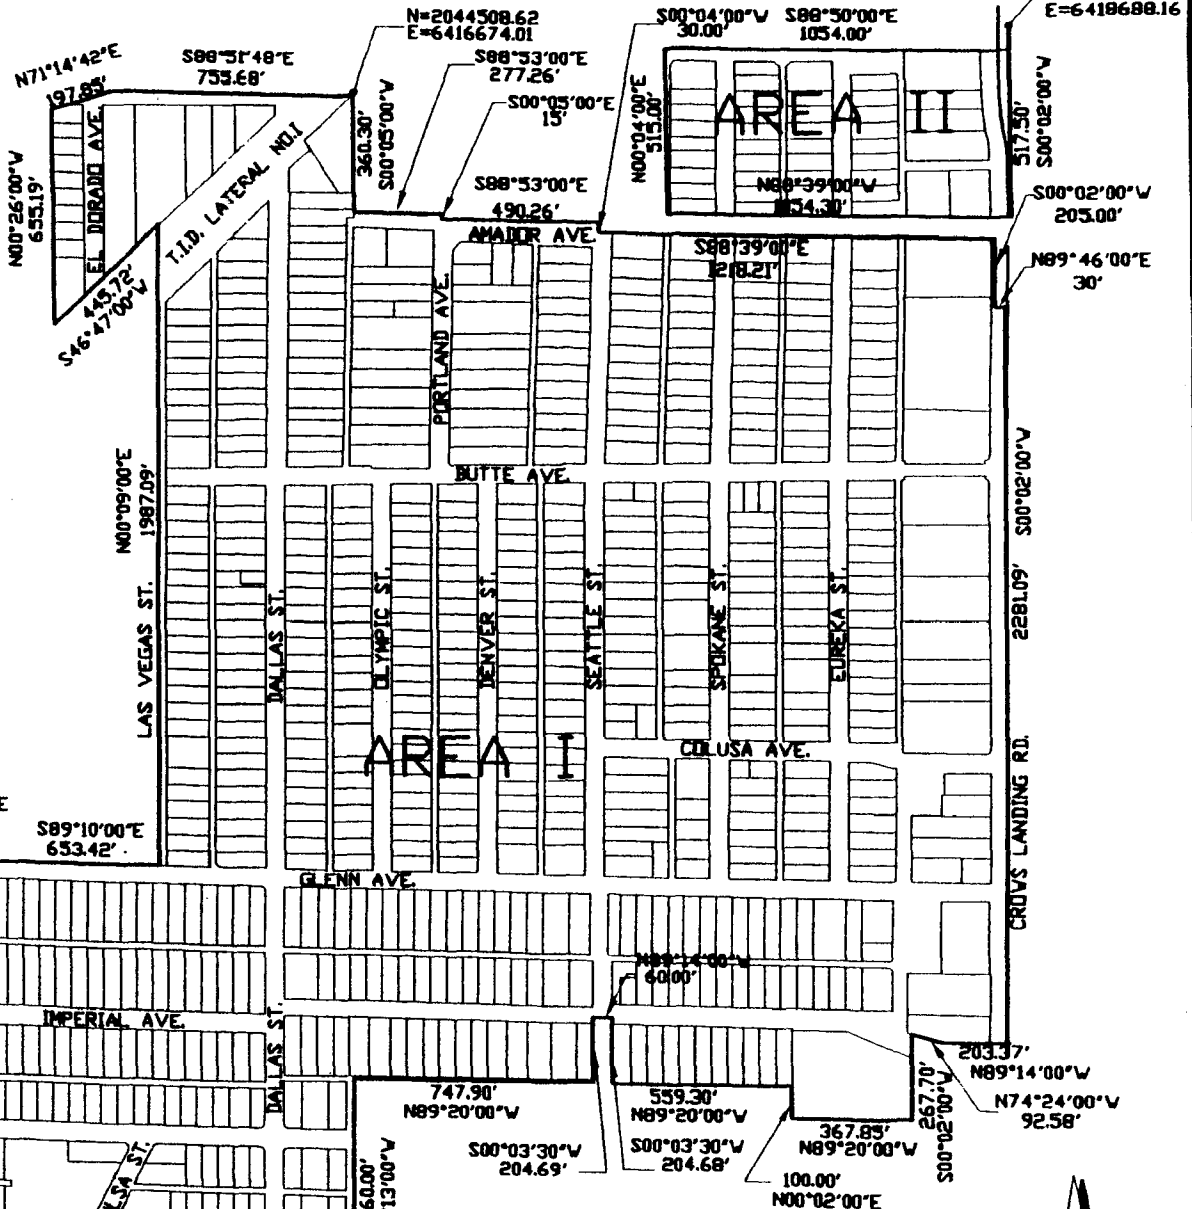 N=2044508.62
E=6416674.01
S00°04'00"W
30.00'
S88°50'00"E
1054.00'
E=6418688.16
N71°14'42"E
197.85'
S88°51'48"E
755.68'
S88°53'00"E
277.26'
S00°05'00"E
15'
360.30'
S00°05'00"W
N00°04'00"E
515.00'
AREA II
517.50'
S00°02'00"W
N00°26'00"W
655.19'
EL DORADO AVE.
T.I.D. LATERAL NO.1
S88°53'00"E
490.26'
AMADOR AVE.
N88°39'00"W
1154.30'
S88°39'00"E
1218.21'
S00°02'00"W
205.00'
N89°46'00"E
30'
445.72'
S46°47'00"W
PORTLAND AVE.
BUTTE AVE.
N00°09'00"E
1987.09'
S00°02'00"W
2281.09'
LAS VEGAS ST.
DALLAS ST.
OLYMPIC ST.
DENVER ST.
SEATTLE ST.
SPOKANE ST.
EUREKA ST.
AREA I
COLUSA AVE.
CROWS LANDING RD.
E
S89°10'00"E
653.42'
GLENN AVE.
N89°14'00"W
60.00'
IMPERIAL AVE.
DALLAS ST.
747.90'
N89°20'00"W
559.30'
N89°20'00"W
367.85'
N89°20'00"W
267.70'
S00°02'00"W
203.37'
N89°14'00"W
N74°24'00"W
92.58'
S00°03'30"W
204.69'
S00°03'30"W
204.68'
100.00'
N00°02'00"E
60.00'
13'00"W
LSA ST.